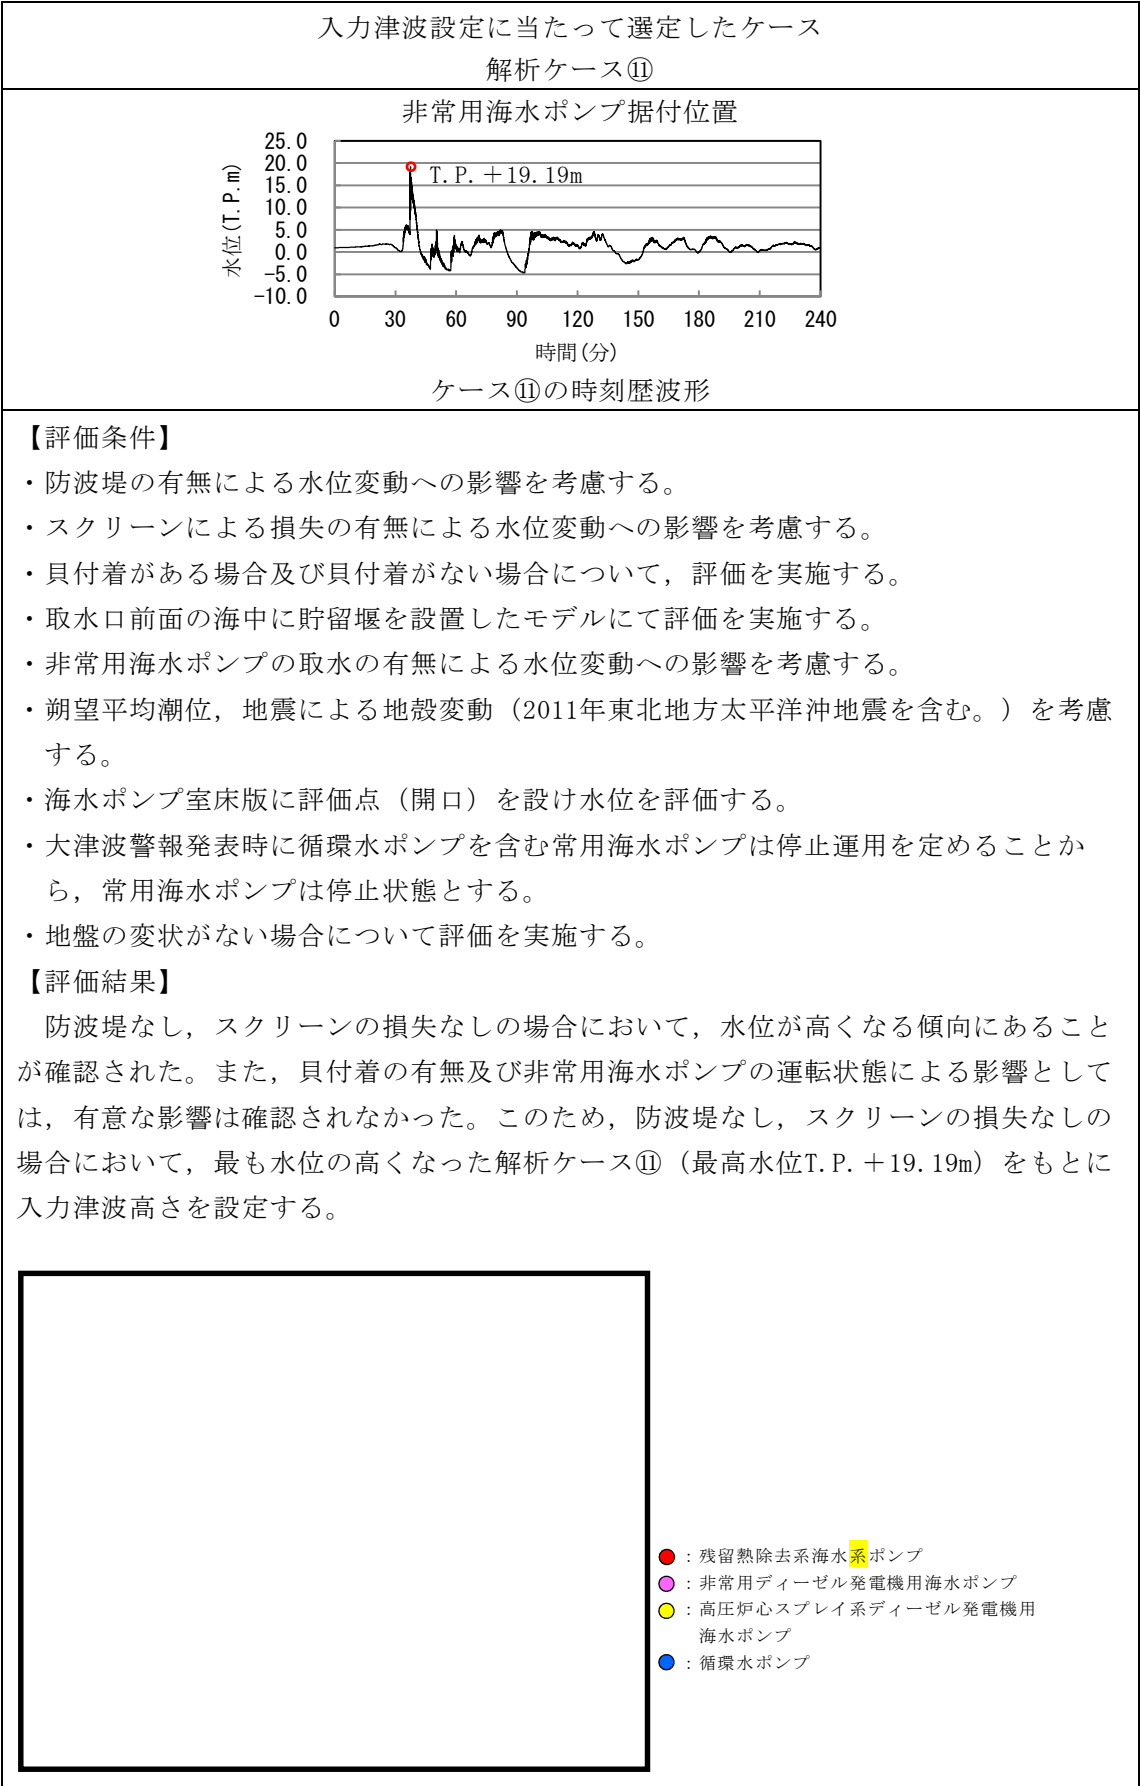 入力津波設定に当たって選定したケース
解析ケース⑪
非常用海水ポンプ据付位置
25.0
20.0
15.0
10.0
5.0
0.0
-5.0
-10.0
水位(T.P.m)
T.P.＋19.19m
0 30 60 90 120 150 180 210 240
時間(分)
ケース⑪の時刻歴波形
【評価条件】
・防波堤の有無による水位変動への影響を考慮する。
・スクリーンによる損失の有無による水位変動への影響を考慮する。
・貝付着がある場合及び貝付着がない場合について，評価を実施する。
・取水口前面の海中に貯留堰を設置したモデルにて評価を実施する。
・非常用海水ポンプの取水の有無による水位変動への影響を考慮する。
・朔望平均潮位，地震による地殻変動（2011年東北地方太平洋沖地震を含む。）を考慮
する。
・海水ポンプ室床版に評価点（開口）を設け水位を評価する。
・大津波警報発表時に循環水ポンプを含む常用海水ポンプは停止運用を定めることか
ら，常用海水ポンプは停止状態とする。
・地盤の変状がない場合について評価を実施する。
【評価結果】
防波堤なし，スクリーンの損失なしの場合において，水位が高くなる傾向にあること
が確認された。また，貝付着の有無及び非常用海水ポンプの運転状態による影響として
は，有意な影響は確認されなかった。このため，防波堤なし，スクリーンの損失なしの
場合において，最も水位の高くなった解析ケース⑪（最高水位T.P.＋19.19m）をもとに
入力津波高さを設定する。
：残留熱除去系海水系ポンプ
：非常用ディーゼル発電機用海水ポンプ
：高圧炉心スプレイ系ディーゼル発電機用
海水ポンプ
：循環水ポンプ